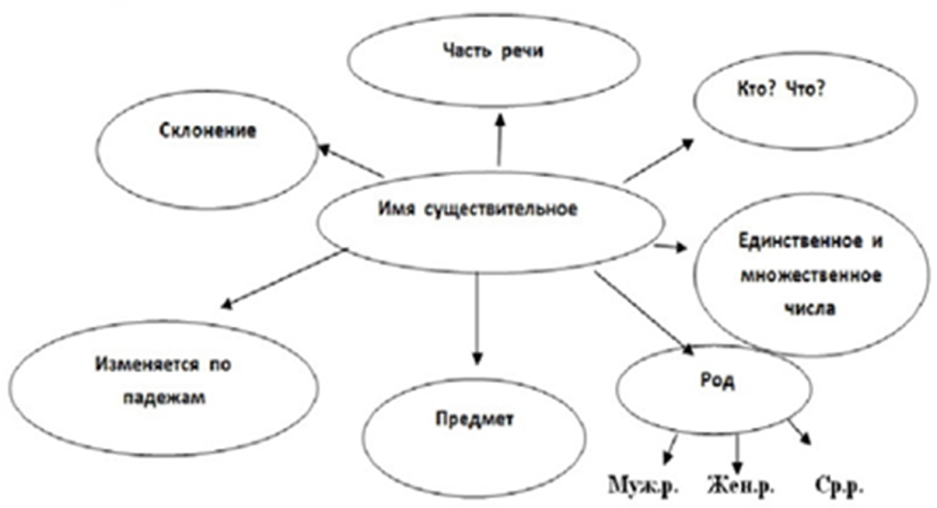 Часть речи
Кто? Что?
Склонение
Имя существительное
Единственное и
множественное
числа
Изменяется по
падежам
Предмет
Род
Муж.р. Жен.р. Ср.р.